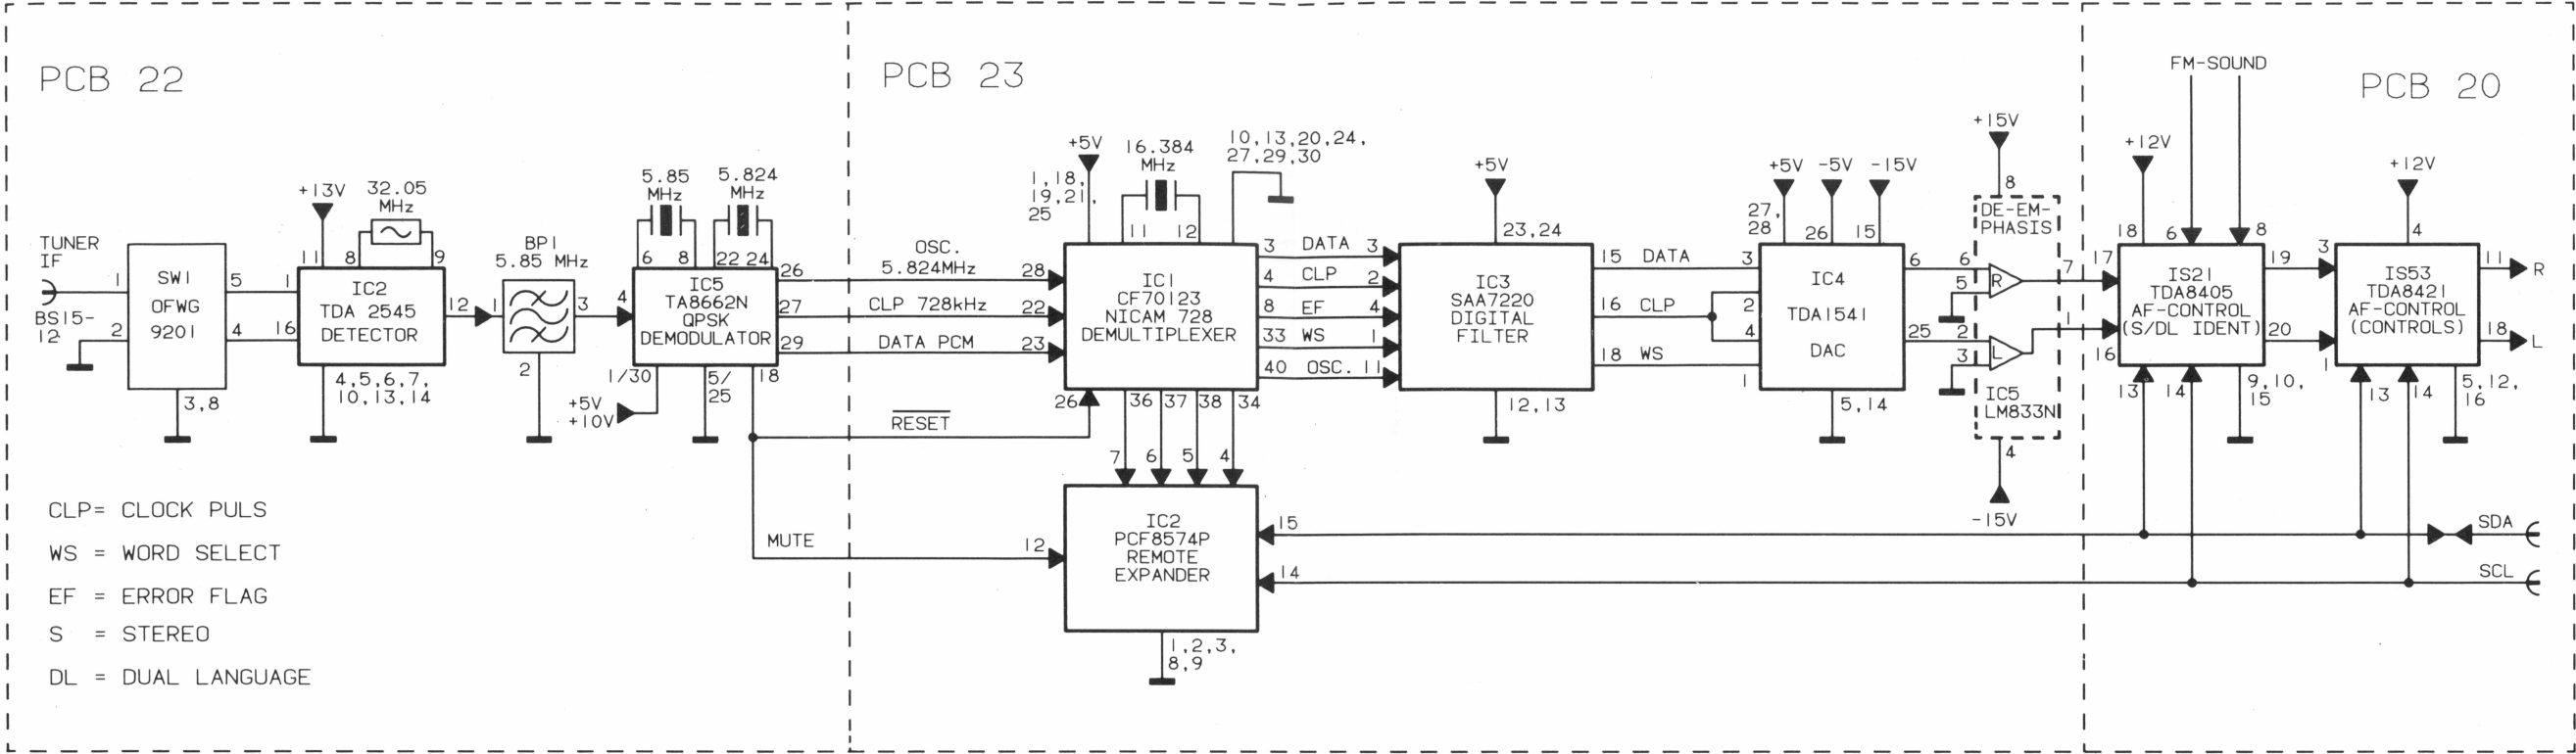 PCB 22
TUNER
IF
BS15-
12
1
2
SW1
OFWG
9201
3,8
5
4
+13V
32.05
MHz
11
8
9
1
16
IC2
TDA 2545
DETECTOR
4,5,6,7,
10,13,14
12
BP1
5.85 MHz
1
3
2
5.85
MHz
5.824
MHz
6
8
22
24
4
IC5
TA8662N
QPSK
DEMODULATOR
26
27
29
1/30
5/
25
18
+5V
+10V
CLP= CLOCK PULS
WS = WORD SELECT
EF = ERROR FLAG
S = STEREO
DL = DUAL LANGUAGE
MUTE
PCB 23
OSC.
5.824MHz
CLP 728kHz
DATA PCM
RESET
28
22
23
26
+5V
1,18,
19,21,
25
16.384
MHz
11
12
10,13,20,24,
27,29,30
IC1
CF70123
NICAM 728
DEMULTIPLEXER
36
37
38
34
7
6
5
4
12
IC2
PCF8574P
REMOTE
EXPANDER
15
14
1,2,3,
8,9
3 DATA 3
4 CLP 2
8 EF 4
33 WS 1
40 OSC. 11
+5V
23,24
IC3
SAA7220
DIGITAL
FILTER
12,13
15 DATA 3
16 CLP 2
4
18 WS 1
+5V
-5V
-15V
27,
28
26
15
IC4
TDA1541
DAC
5,14
6
25
+15V
8
DE-EM-
PHASIS
6
5
R
7
2
3
L
1
IC5
LM833N
4
-15V
PCB 20
FM-SOUND
+12V
18
6
8
17
16
IS21
TDA8405
AF-CONTROL
(S/DL IDENT)
19
20
13
14
9,10,
15
+12V
4
3
1
IS53
TDA8421
AF-CONTROL
(CONTROLS)
11
R
18
L
13
14
5,12,
16
SDA
SCL